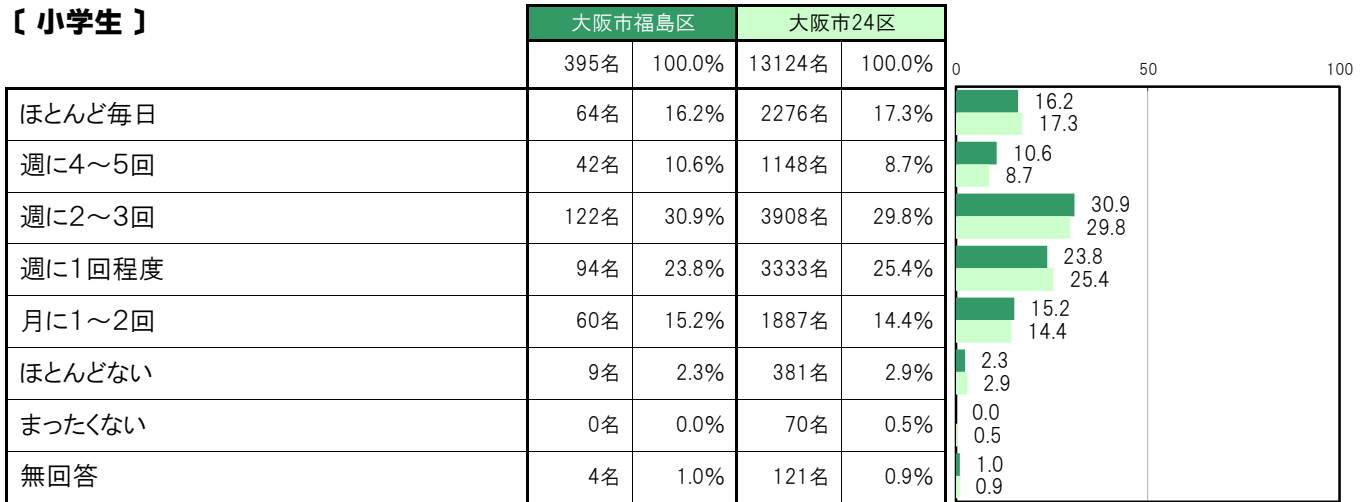 〔 小学生 〕
大阪市福島区 大阪市24区
395名 100.0% 13124名 100.0% 0 50 100
ほとんど毎日 64名 16.2% 2276名 17.3% 16.2
17.3
週に4～5回 42名 10.6% 1148名 8.7% 10.6
8.7
週に2～3回 122名 30.9% 3908名 29.8% 30.9
29.8
週に1回程度 94名 23.8% 3333名 25.4% 23.8
25.4
月に1～2回 60名 15.2% 1887名 14.4% 15.2
14.4
ほとんどない 9名 2.3% 381名 2.9% 2.3
2.9
まったくない 0名 0.0% 70名 0.5% 0.0
0.5
無回答 4名 1.0% 121名 0.9% 1.0
0.9